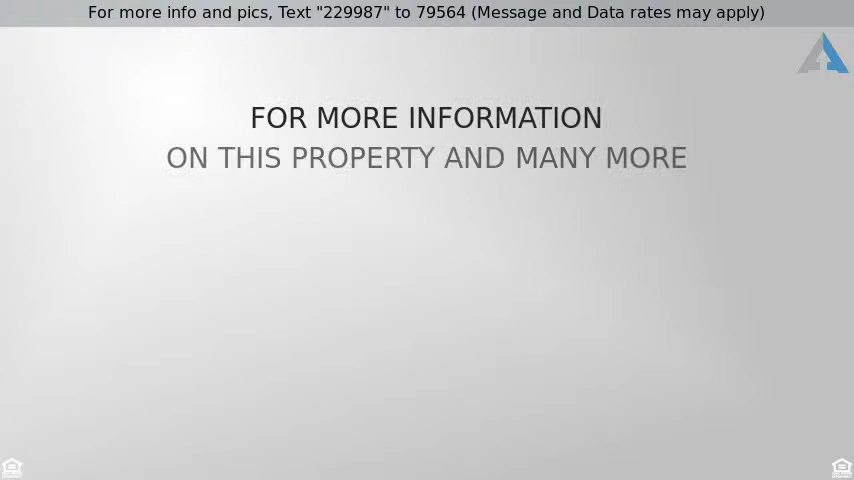 For more info and pics, Text "229987" to 79564 (Message and Data rates may apply)
FOR MORE INFORMATION
ON THIS PROPERTY AND MANY MORE